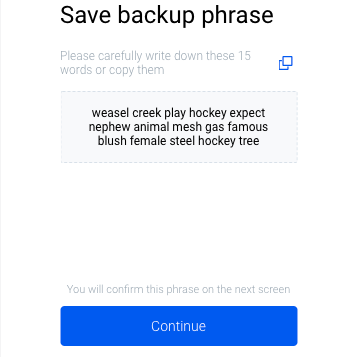 Save backup phrase
Please carefully write down these 15
words or copy them
weasel creek play hockey expect
nephew animal mesh gas famous
blush female steel hockey tree
You will confirm this phrase on the next screen
Continue